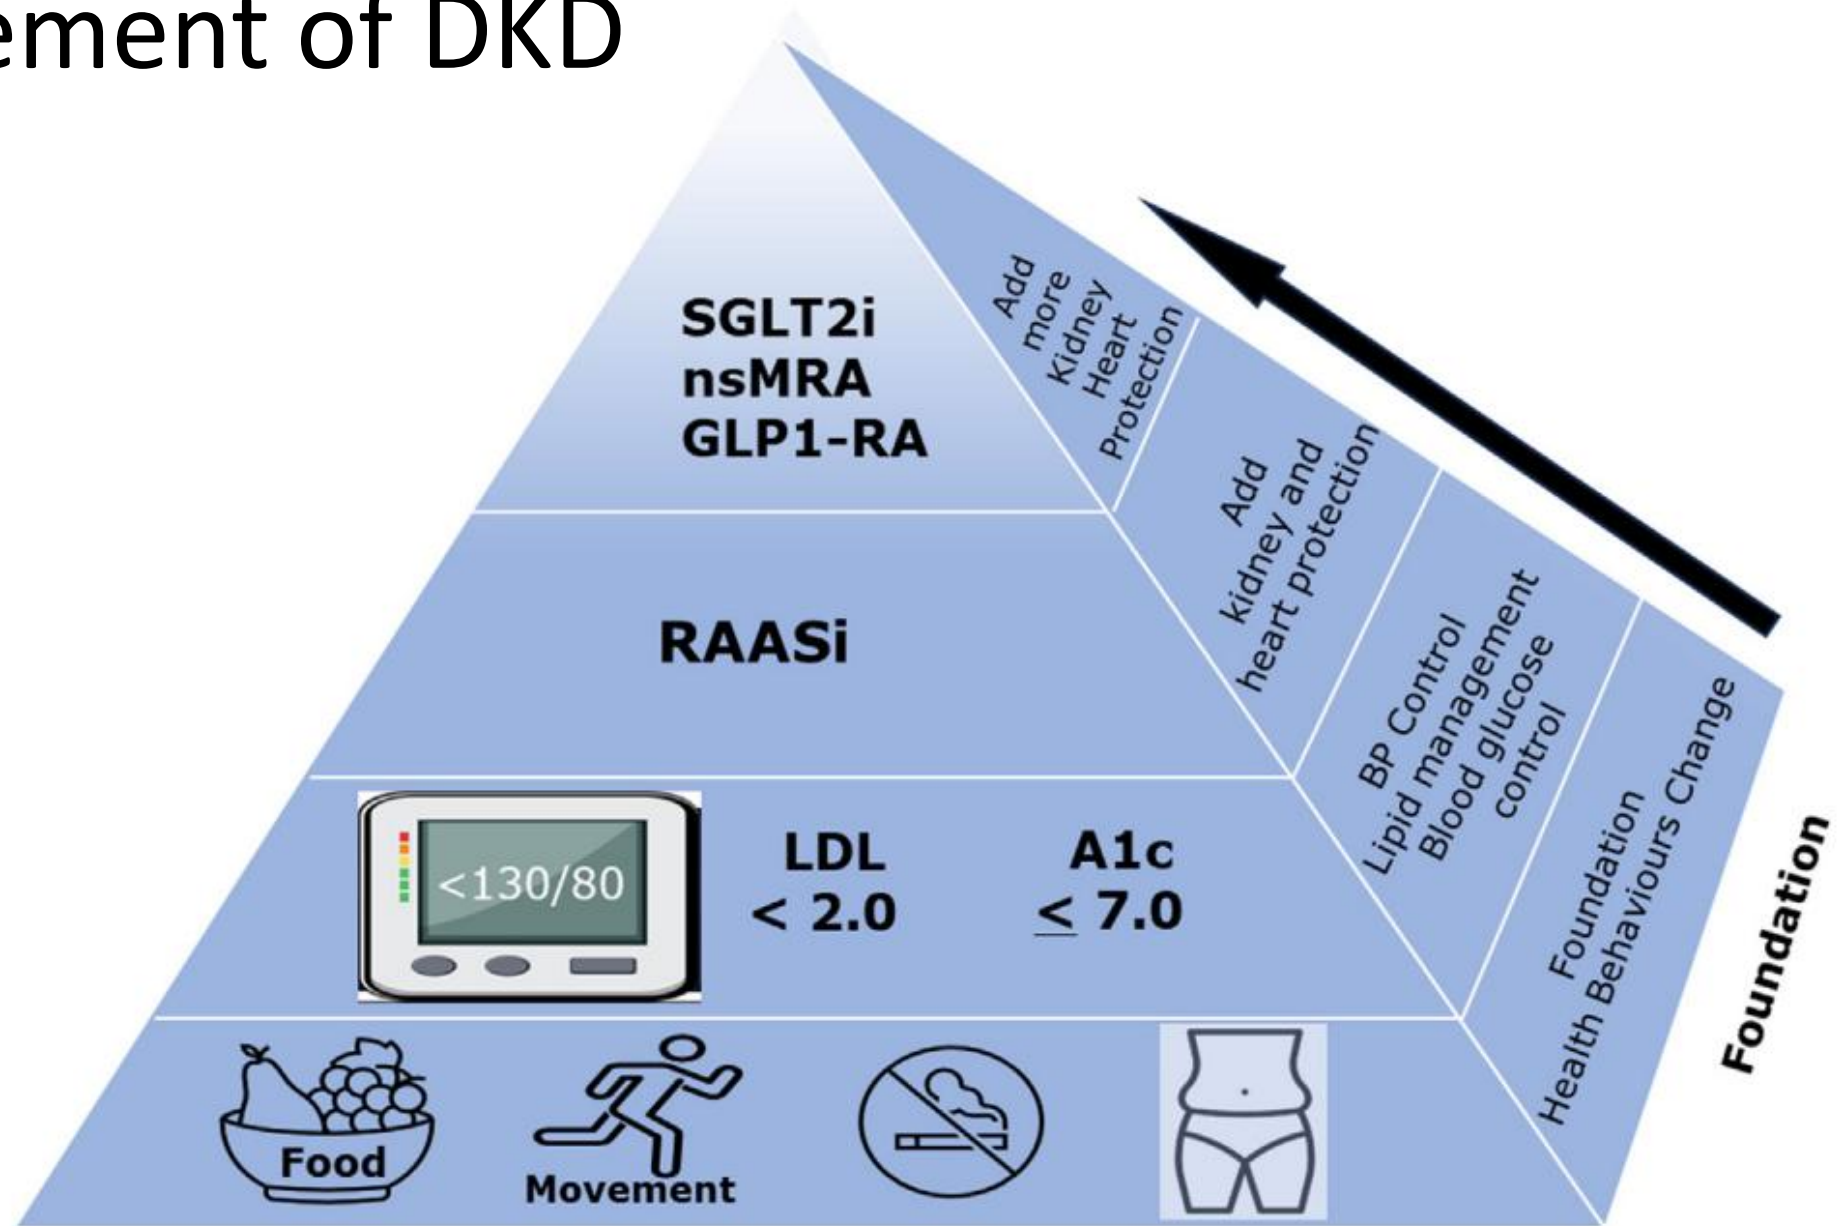 ement of DKD
SGLT2i
nsMRA
GLP1-RA
Add
more
Kidney
Heart
Protection
RAASi
Add
kidney and
heart protection
<130/80
LDL
< 2.0
A1c
≤ 7.0
BP Control
Lipid management
Blood glucose
control
Food
Movement
Foundation
Health Behaviours Change
Foundation